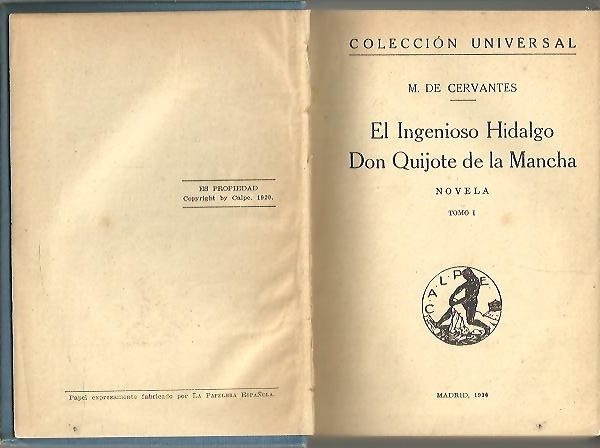 ES PROPIEDAD
Copyright by Calpe, 1920.
Papel expresamente fabricado por LA PAPELERA ESPAÑOLA.
COLECCIÓN UNIVERSAL
M. DE CERVANTES
El Ingenioso Hidalgo
Don Quijote de la Mancha
NOVELA
TOMO I
CALPE
MADRID,